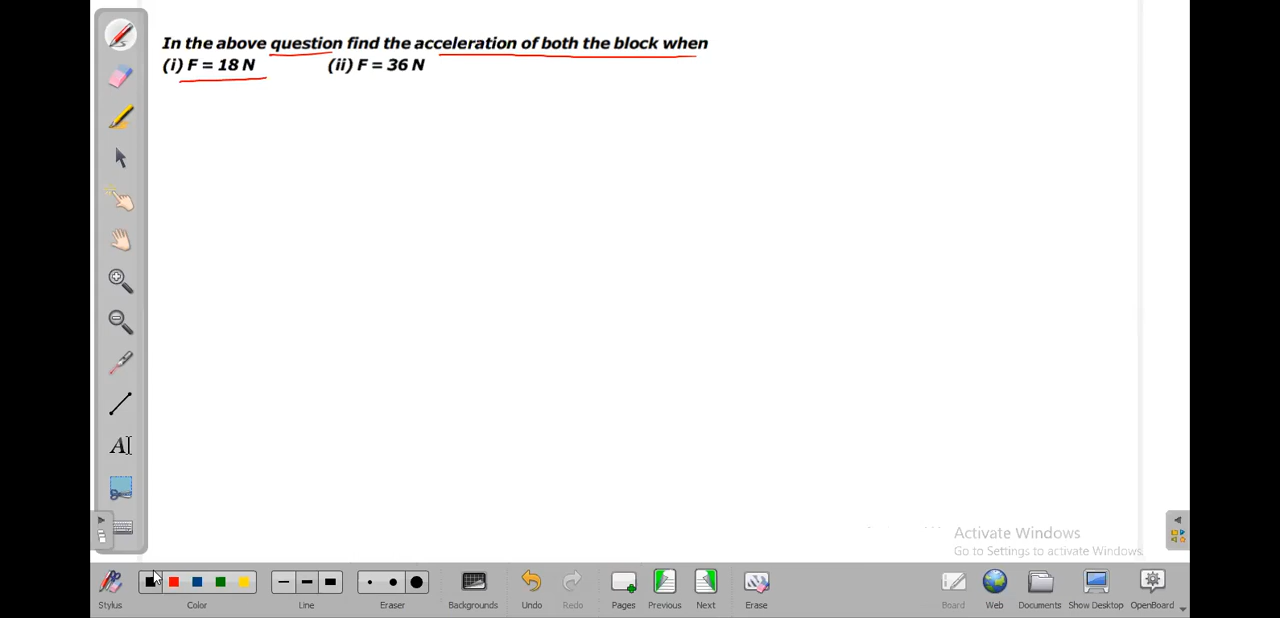 In the above question find the acceleration of both the block when
(i) F = 18 N (ii) F = 36 N
A
Activate Windows
Go to Settings to activate Windows.
Stylus Color Line Eraser Backgrounds Undo Redo Pages Previous Next Erase Board Web Documents Show Desktop OpenBoard